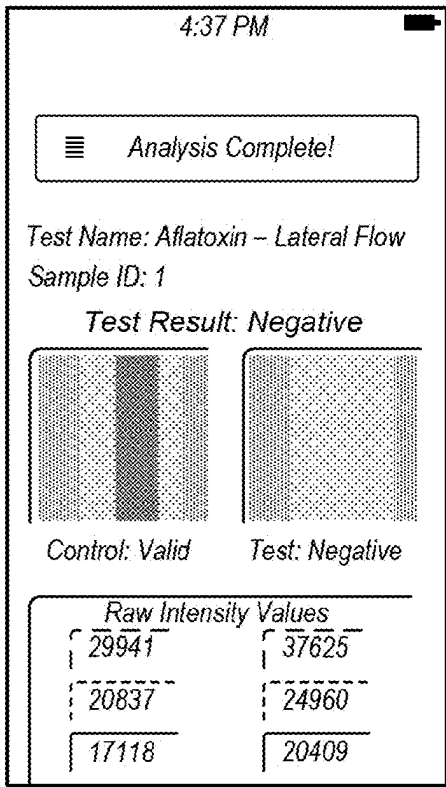 4:37 PM
Analysis Complete!
Test Name: Aflatoxin – Lateral Flow
Sample ID: 1
Test Result: Negative
Control: Valid Test: Negative
Raw Intensity Values
29941 37625
20837 24960
17118 20409